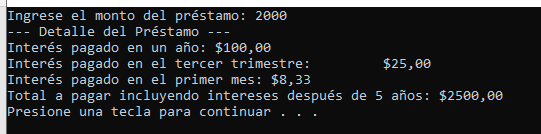 Ingrese el monto del préstamo: 2000
--- Detalle del Préstamo ---
Interés pagado en un año: $100,00
Interés pagado en el tercer trimestre:         $25,00
Interés pagado en el primer mes: $8,33
Total a pagar incluyendo intereses después de 5 años: $2500,00
Presione una tecla para continuar . . .